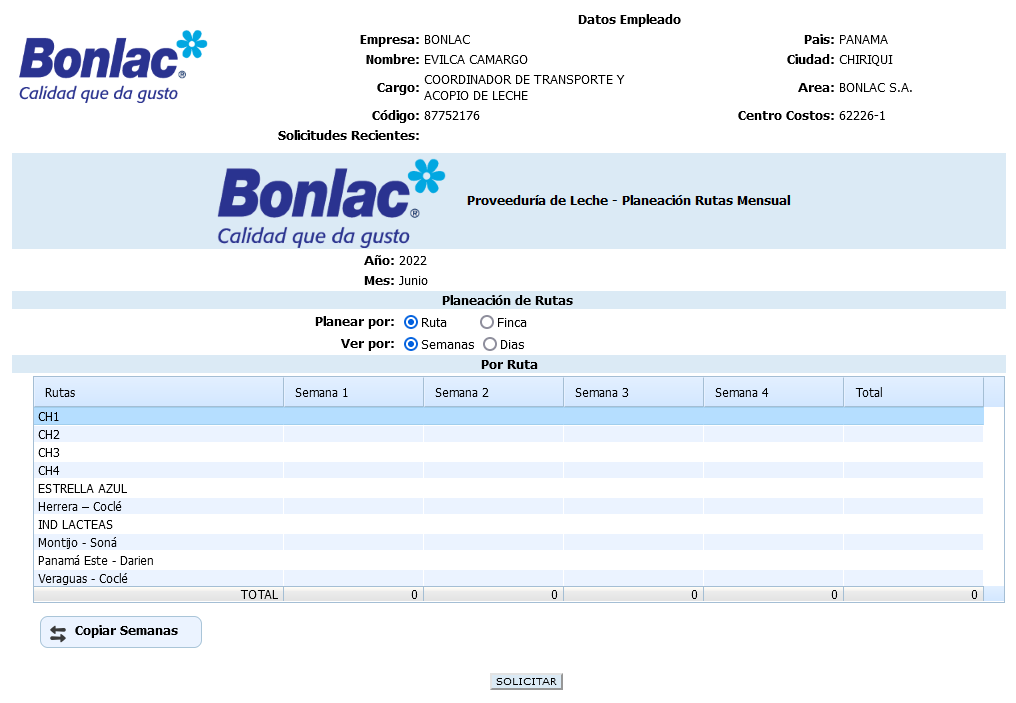 Datos Empleado
Bonlac®
Calidad que da gusto
Empresa: BONLAC
Pais: PANAMA
Nombre: EVILCA CAMARGO
Ciudad: CHIRIQUI
Cargo: COORDINADOR DE TRANSPORTE Y
ACOPIO DE LECHE
Area: BONLAC S.A.
Código: 87752176
Centro Costos: 62226-1
Solicitudes Recientes:
Bonlac®
Calidad que da gusto
Proveeduría de Leche - Planeación Rutas Mensual
Año: 2022
Mes: Junio
Planeación de Rutas
Planear por: Ruta Finca
Ver por: Semanas Dias
Por Ruta
Rutas Semana 1 Semana 2 Semana 3 Semana 4 Total
CH1
CH2
CH3
CH4
ESTRELLA AZUL
Herrera – Coclé
IND LACTEAS
Montijo - Soná
Panamá Este - Darien
Veraguas - Coclé
TOTAL 0 0 0 0 0
Copiar Semanas
SOLICITAR